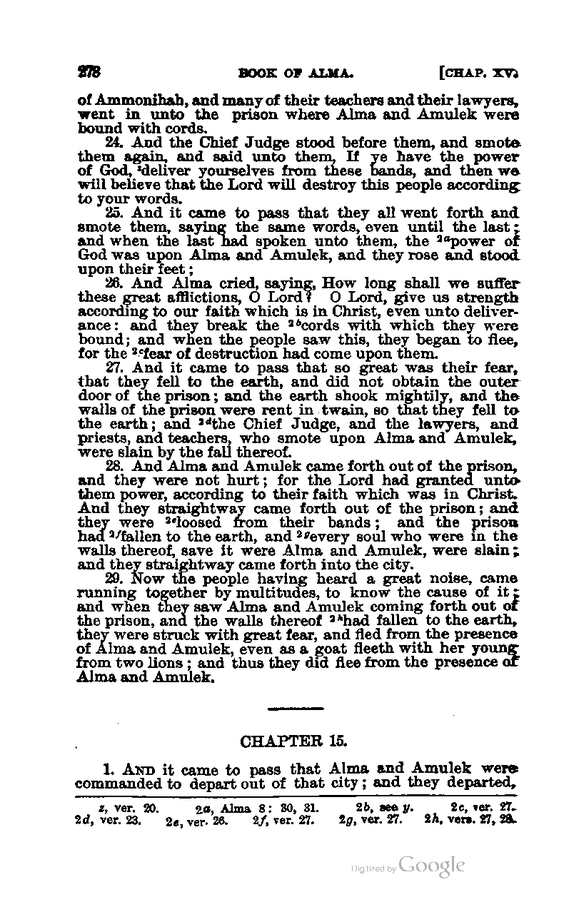 278 BOOK OF ALMA. [CHAP. XV.
of Ammonihah, and many of their teachers and their lawyers,
went in unto the prison where Alma and Amulek were
bound with cords.
24. And the Chief Judge stood before them, and smote
them again, and said unto them, If ye have the power
of God, ᶻdeliver yourselves from these bands, and then we
will believe that the Lord will destroy this people according
to your words.
25. And it came to pass that they all went forth and
smote them, saying the same words, even until the last;
and when the last had spoken unto them, the ²ᵃpower of
God was upon Alma and Amulek, and they rose and stood
upon their feet;
26. And Alma cried, saying, How long shall we suffer
these great afflictions, O Lord? O Lord, give us strength
according to our faith which is in Christ, even unto deliver-
ance: and they break the ²ᵇcords with which they were
bound; and when the people saw this, they began to flee,
for the ²ᶜfear of destruction had come upon them.
27. And it came to pass that so great was their fear,
that they fell to the earth, and did not obtain the outer
door of the prison; and the earth shook mightily, and the
walls of the prison were rent in twain, so that they fell to
the earth; and ²ᵈthe Chief Judge, and the lawyers, and
priests, and teachers, who smote upon Alma and Amulek,
were slain by the fall thereof.
28. And Alma and Amulek came forth out of the prison,
and they were not hurt; for the Lord had granted unto
them power, according to their faith which was in Christ.
And they straightway came forth out of the prison; and
they were ²ᵉloosed from their bands; and the prison
had ²ᶠfallen to the earth, and ²ᵍevery soul who were in the
walls thereof, save it were Alma and Amulek, were slain;
and they straightway came forth into the city.
29. Now the people having heard a great noise, came
running together by multitudes, to know the cause of it;
and when they saw Alma and Amulek coming forth out of
the prison, and the walls thereof ²ʰhad fallen to the earth,
they were struck with great fear, and fled from the presence
of Alma and Amulek, even as a goat fleeth with her young
from two lions; and thus they did flee from the presence of
Alma and Amulek.
CHAPTER 15.
1. AND it came to pass that Alma and Amulek were
commanded to depart out of that city; and they departed,
z, ver. 20. 2a, Alma 8: 30, 31. 2b, see y. 2c, ver. 27.
2d, ver. 23. 2e, ver. 26. 2f, ver. 27. 2g, ver. 27. 2h, vers. 27, 28.
Digitized by Google